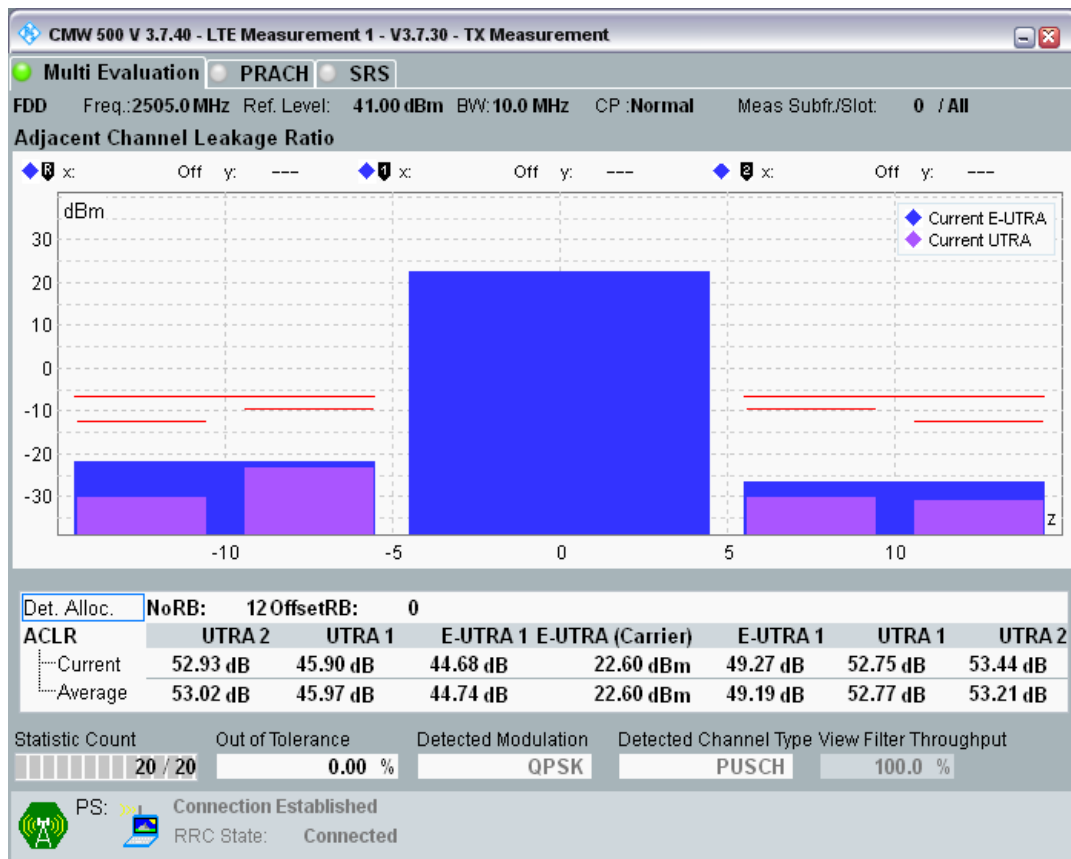 CMW 500 V 3.7.40 - LTE Measurement 1 - V3.7.30 - TX Measurement
Multi Evaluation PRACH SRS
FDD Freq.:2505.0 MHz Ref. Level: 41.00 dBm BW:10.0 MHz CP :Normal Meas Subfr./Slot: 0 / All
Adjacent Channel Leakage Ratio
R x: Off y: --- 1 x: Off y: --- 2 x: Off y: ---
dBm
Current E-UTRA
Current UTRA
30
20
10
0
-10
-20
-30
z
-10 -5 0 5 10
Det. Alloc. NoRB: 12 OffsetRB: 0
ACLR UTRA 2 UTRA 1 E-UTRA 1 E-UTRA (Carrier) E-UTRA 1 UTRA 1 UTRA 2
Current 52.93 dB 45.90 dB 44.68 dB 22.60 dBm 49.27 dB 52.75 dB 53.44 dB
Average 53.02 dB 45.97 dB 44.74 dB 22.60 dBm 49.19 dB 52.77 dB 53.21 dB
Statistic Count Out of Tolerance Detected Modulation Detected Channel Type View Filter Throughput
20 / 20 0.00 % QPSK PUSCH 100.0 %
PS: Connection Established
RRC State: Connected